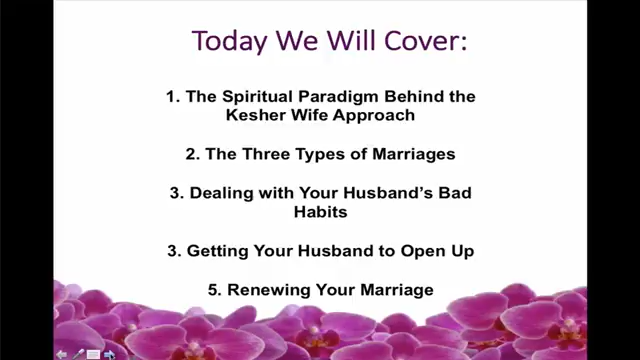 Today We Will Cover:
1. The Spiritual Paradigm Behind the
Kesher Wife Approach
2. The Three Types of Marriages
3. Dealing with Your Husband's Bad
Habits
3. Getting Your Husband to Open Up
5. Renewing Your Marriage